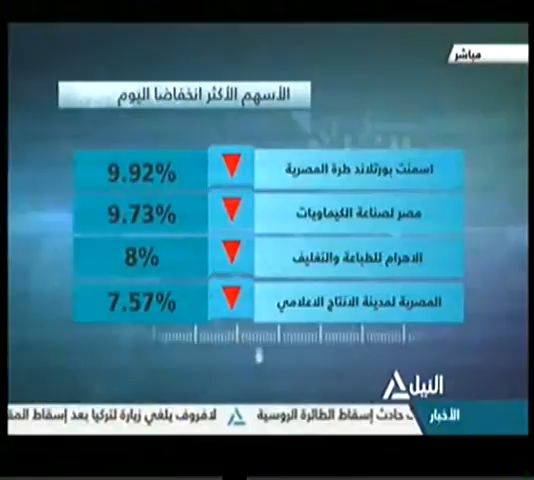 مباشر
الأسهم الأكثر انخفاضا اليوم
اسمنت بورتلاند طرة المصرية 9.92%
مصر لصناعة الكيماويات 9.73%
الاهرام للطباعة والتغليف 8%
المصرية لمدينة الانتاج الاعلامي 7.57%
النيل
الأخبار حادث إسقاط الطائرة الروسية لافروف يلغي زيارة لتركيا بعد إسقاط